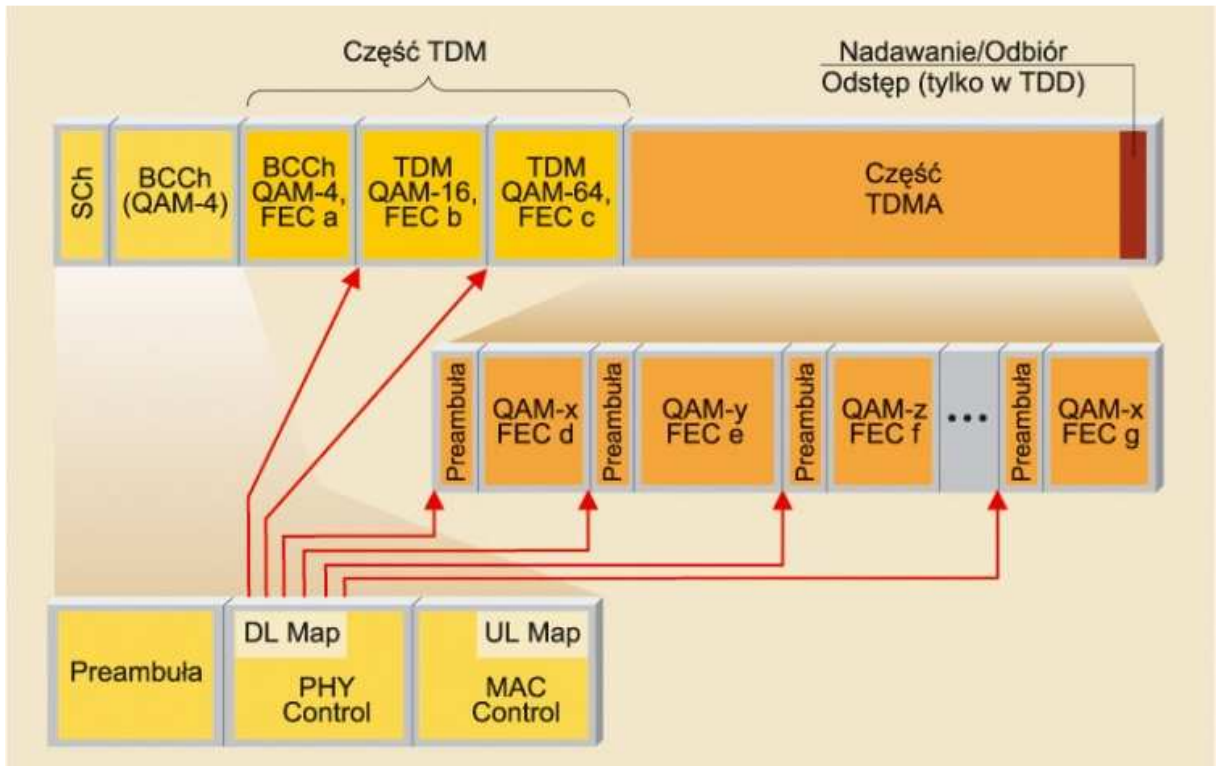 Część TDM
Nadawanie/Odbiór
Odstęp (tylko w TDD)
SCh
BCCh
(QAM-4)
BCCh
QAM-4,
FEC a
TDM
QAM-16,
FEC b
TDM
QAM-64,
FEC c
Część
TDMA
Preambuła
QAM-x
FEC d
Preambuła
QAM-y
FEC e
Preambuła
QAM-z
FEC f
•••
Preambuła
QAM-x
FEC g
Preambuła
DL Map
PHY
Control
UL Map
MAC
Control